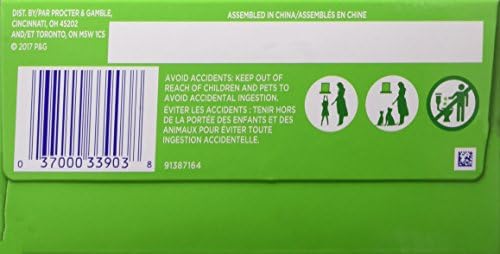 DIST. BY/PAR PROCTER & GAMBLE,
CINCINNATI, OH 45202
AND/ET TORONTO, ON M5W 1C5
© 2017 P&G
ASSEMBLED IN CHINA/ASSEMBLÉS EN CHINE
AVOID ACCIDENTS: KEEP OUT OF
REACH OF CHILDREN AND PETS TO
AVOID ACCIDENTAL INGESTION.
ÉVITER LES ACCIDENTS : TENIR HORS
DE LA PORTÉE DES ENFANTS ET DES
ANIMAUX POUR ÉVITER TOUTE
INGESTION ACCIDENTELLE.
0 37000 33903 8
91387164